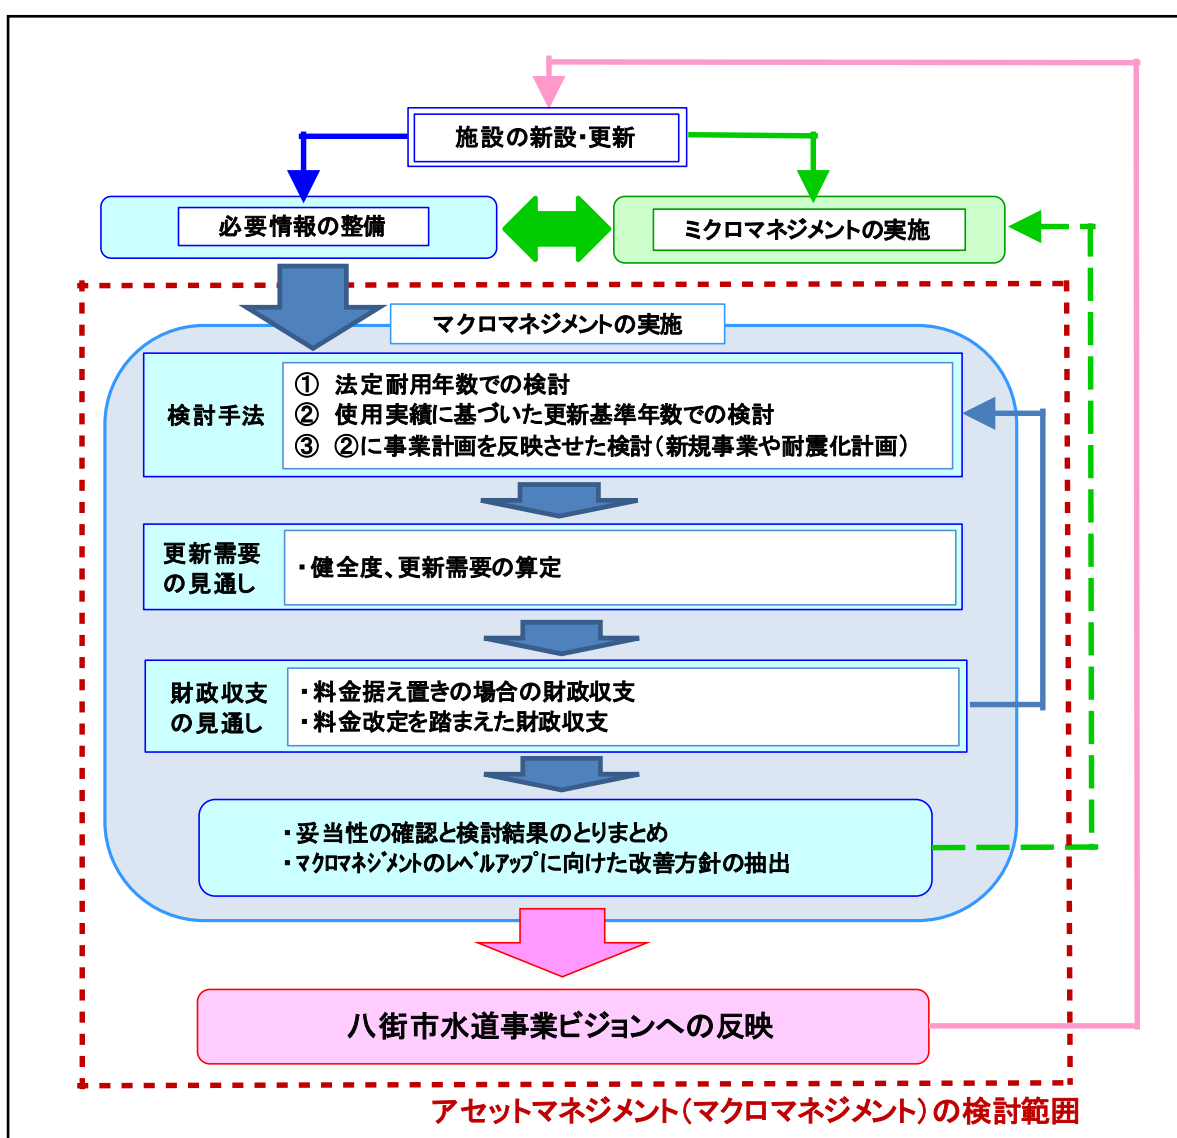 施設の新設・更新
必要情報の整備
ミクロマネジメントの実施
マクロマネジメントの実施
検討手法
① 法定耐用年数での検討
② 使用実績に基づいた更新基準年数での検討
③ ②に事業計画を反映させた検討（新規事業や耐震化計画）
更新需要
の見通し
・健全度、更新需要の算定
財政収支
の見通し
・料金据え置きの場合の財政収支
・料金改定を踏まえた財政収支
・妥当性の確認と検討結果のとりまとめ
・マクロマネジメントのレベルアップに向けた改善方針の抽出
八街市水道事業ビジョンへの反映
アセットマネジメント（マクロマネジメント）の検討範囲